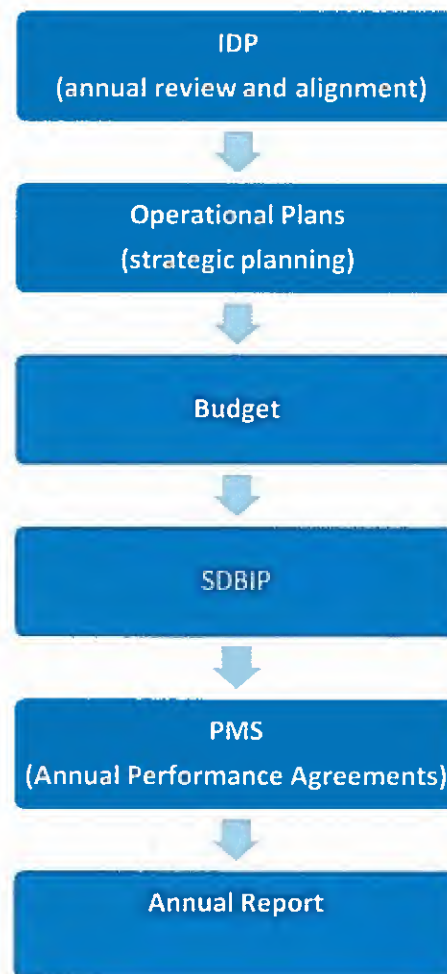 IDP
(annual review and alignment)
Operational Plans
(strategic planning)
Budget
SDBIP
PMS
(Annual Performance Agreements)
Annual Report